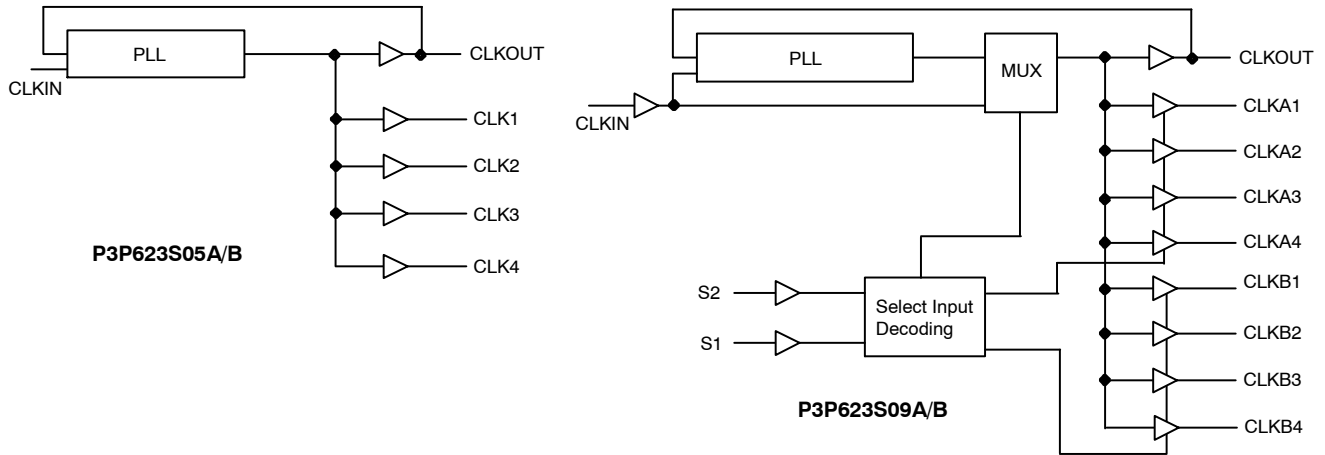 PLL
CLKOUT
CLKIN
CLK1
CLK2
CLK3
CLK4
P3P623S05A/B
PLL
MUX
CLKOUT
CLKIN
CLKA1
CLKA2
CLKA3
CLKA4
S2
S1
Select Input
Decoding
CLKB1
CLKB2
CLKB3
CLKB4
P3P623S09A/B